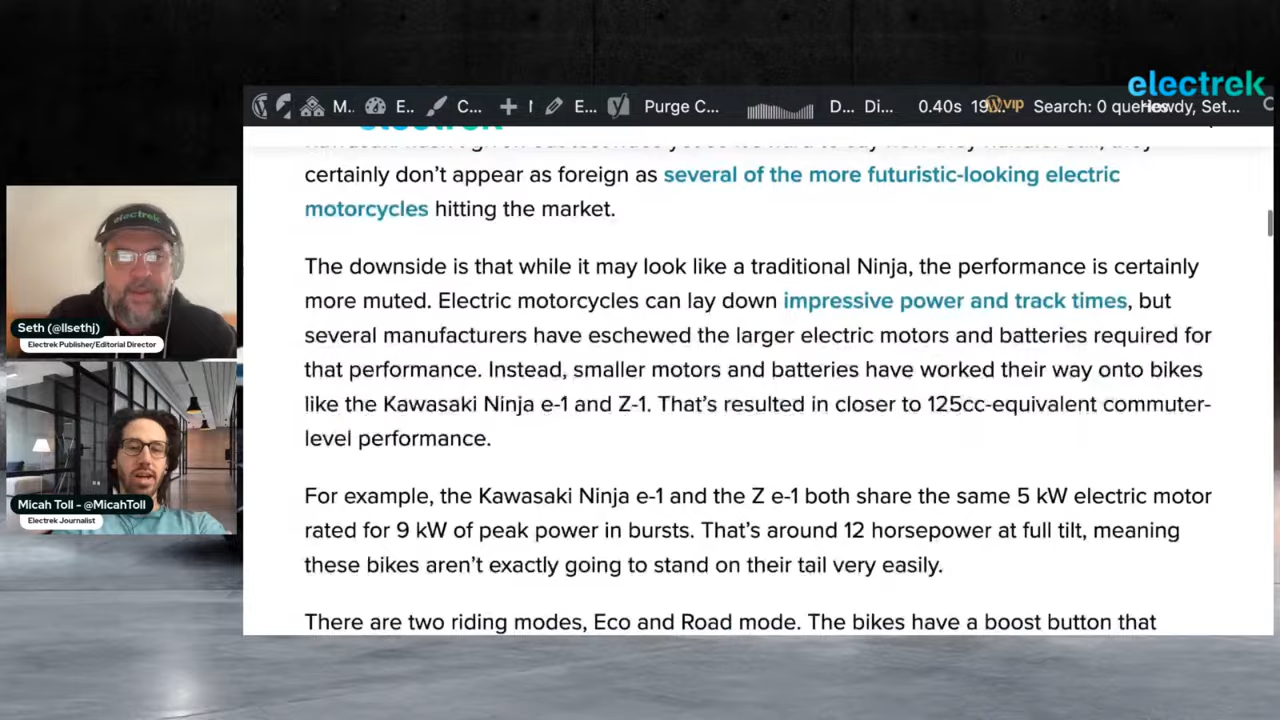 electrek
M.. E... C... E... Purge C... D... Di... 0.40s 19... vip Search: 0 queries Howdy, Set...
electrek
certainly don't appear as foreign as several of the more futuristic-looking electric
motorcycles hitting the market.
The downside is that while it may look like a traditional Ninja, the performance is certainly
more muted. Electric motorcycles can lay down impressive power and track times, but
several manufacturers have eschewed the larger electric motors and batteries required for
that performance. Instead, smaller motors and batteries have worked their way onto bikes
like the Kawasaki Ninja e-1 and Z-1. That's resulted in closer to 125cc-equivalent commuter-
level performance.
For example, the Kawasaki Ninja e-1 and the Z e-1 both share the same 5 kW electric motor
rated for 9 kW of peak power in bursts. That's around 12 horsepower at full tilt, meaning
these bikes aren't exactly going to stand on their tail very easily.
There are two riding modes, Eco and Road mode. The bikes have a boost button that
electrek
Seth (@llsethj)
Electrek Publisher/Editorial Director
Micah Toll - @MicahToll
Electrek Journalist